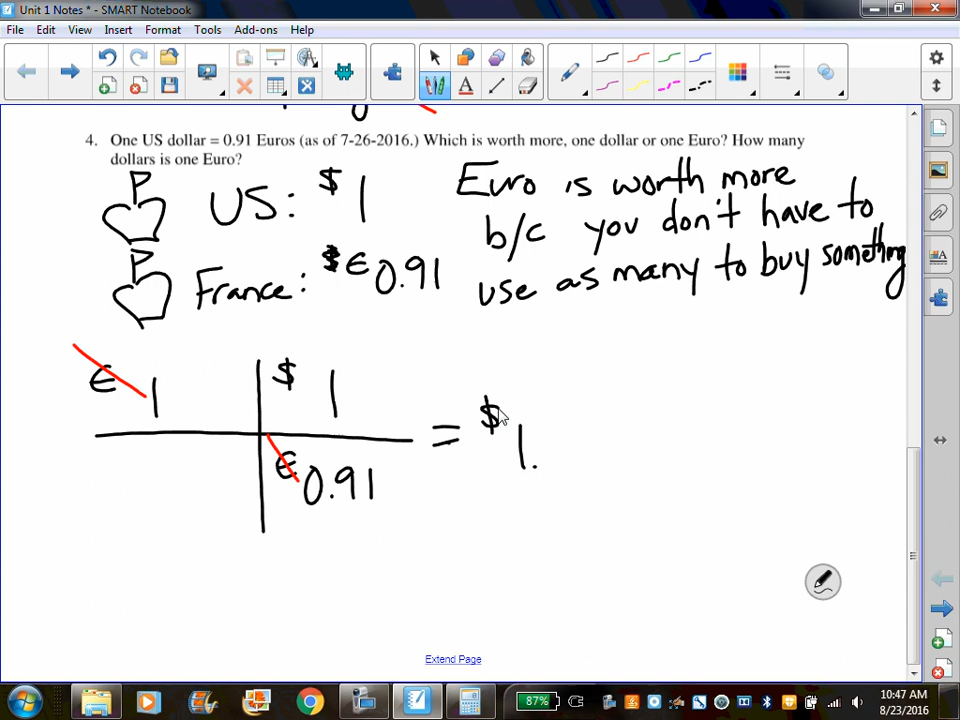 Unit 1 Notes * - SMART Notebook
File Edit View Insert Format Tools Add-ons Help
4. One US dollar = 0.91 Euros (as of 7-26-2016.) Which is worth more, one dollar or one Euro? How many
dollars is one Euro?
P US: $ 1
P France: $ € 0.91
Euro is worth more
b/c you don't have to
use as many to buy something
€ 1 $ 1
€ 0.91
= $ 1.
Extend Page
87%
10:47 AM
8/23/2016